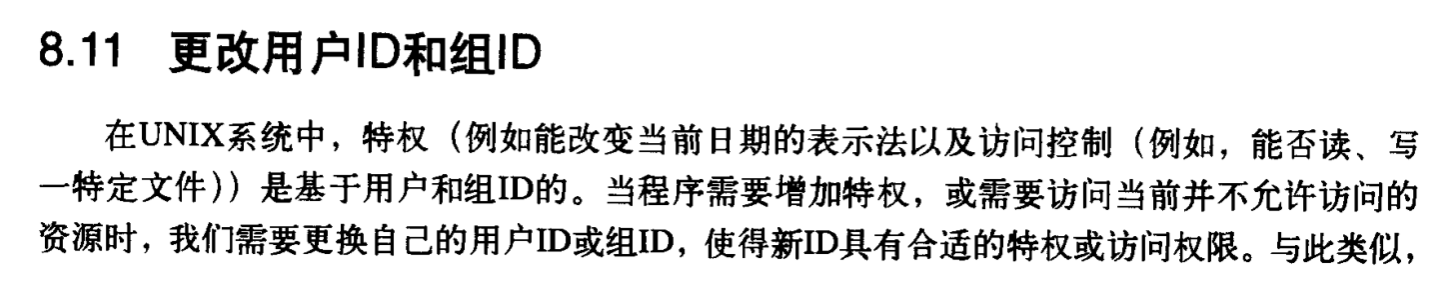 8.11 更改用户ID和组ID
在UNIX系统中，特权（例如能改变当前日期的表示法以及访问控制（例如，能否读、写
一特定文件））是基于用户和组ID的。当程序需要增加特权，或需要访问当前并不允许访问的
资源时，我们需要更换自己的用户ID或组ID，使得新ID具有合适的特权或访问权限。与此类似，